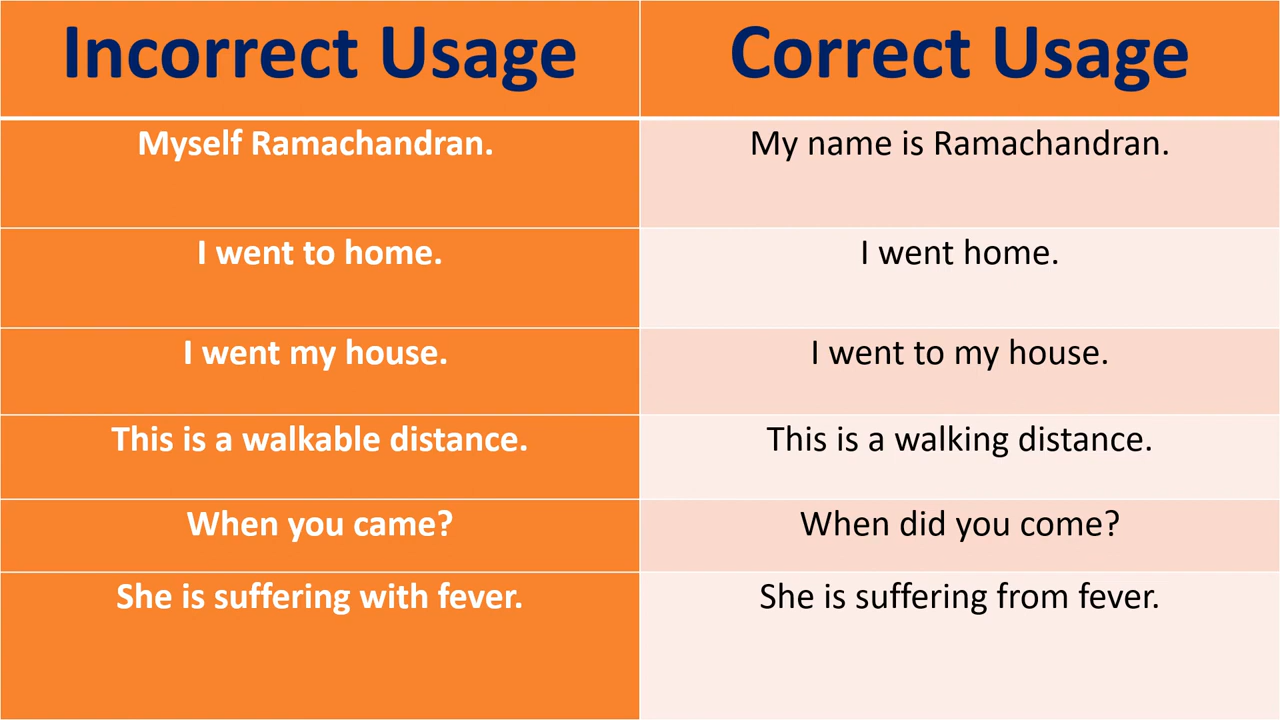 Incorrect Usage
Correct Usage
Myself Ramachandran.
My name is Ramachandran.
I went to home.
I went home.
I went my house.
I went to my house.
This is a walkable distance.
This is a walking distance.
When you came?
When did you come?
She is suffering with fever.
She is suffering from fever.